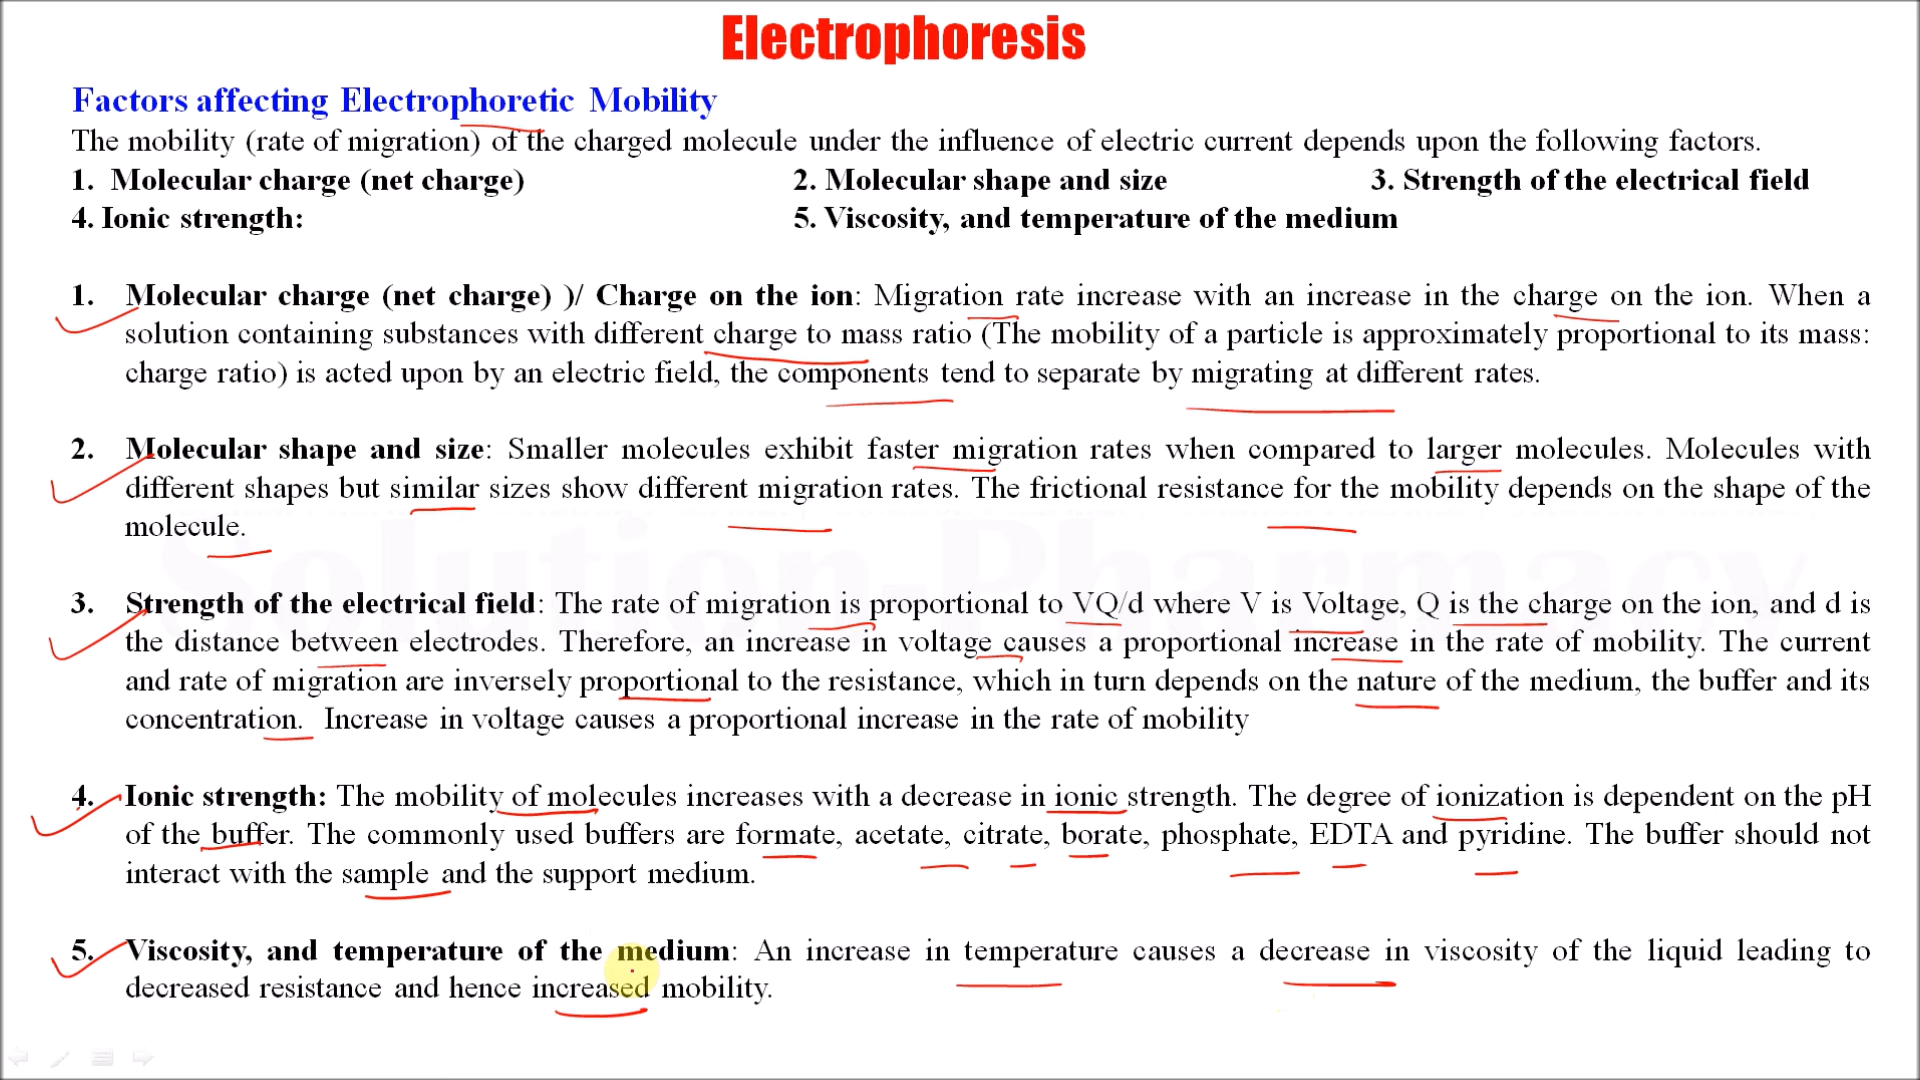 Electrophoresis
Factors affecting Electrophoretic Mobility
The mobility (rate of migration) of the charged molecule under the influence of electric current depends upon the following factors.
1. Molecular charge (net charge) 2. Molecular shape and size 3. Strength of the electrical field
4. Ionic strength: 5. Viscosity, and temperature of the medium
1. Molecular charge (net charge) )/ Charge on the ion: Migration rate increase with an increase in the charge on the ion. When a
solution containing substances with different charge to mass ratio (The mobility of a particle is approximately proportional to its mass:
charge ratio) is acted upon by an electric field, the components tend to separate by migrating at different rates.
2. Molecular shape and size: Smaller molecules exhibit faster migration rates when compared to larger molecules. Molecules with
different shapes but similar sizes show different migration rates. The frictional resistance for the mobility depends on the shape of the
molecule.
Solution-Pharmacy
3. Strength of the electrical field: The rate of migration is proportional to VQ/d where V is Voltage, Q is the charge on the ion, and d is
the distance between electrodes. Therefore, an increase in voltage causes a proportional increase in the rate of mobility. The current
and rate of migration are inversely proportional to the resistance, which in turn depends on the nature of the medium, the buffer and its
concentration. Increase in voltage causes a proportional increase in the rate of mobility
4. Ionic strength: The mobility of molecules increases with a decrease in ionic strength. The degree of ionization is dependent on the pH
of the buffer. The commonly used buffers are formate, acetate, citrate, borate, phosphate, EDTA and pyridine. The buffer should not
interact with the sample and the support medium.
5. Viscosity, and temperature of the medium: An increase in temperature causes a decrease in viscosity of the liquid leading to
decreased resistance and hence increased mobility.